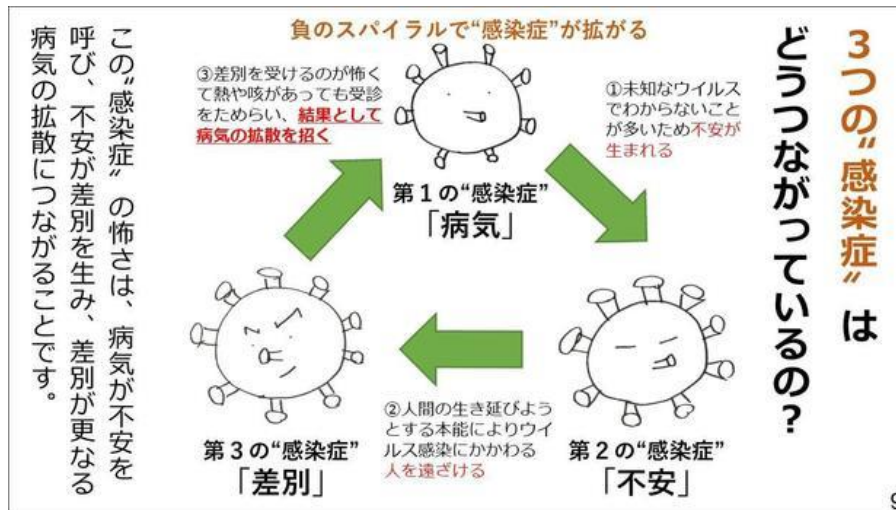 3つの“感染症”は
どうつながっているの?
負のスパイラルで“感染症”が拡がる
①未知なウイルス
でわからないこと
が多いため不安が
生まれる
③差別を受けるのが怖く
て熱や咳があっても受診
をためらい、結果として
病気の拡散を招く
第1の“感染症”
「病気」
②人間の生き延びよう
とする本能によりウイ
ルス感染にかかわる
人を遠ざける
第2の“感染症”
「不安」
第3の“感染症”
「差別」
この“感染症”の怖さは、病気が不安を
呼び、不安が差別を生み、差別が更なる
病気の拡散につながることです。
9